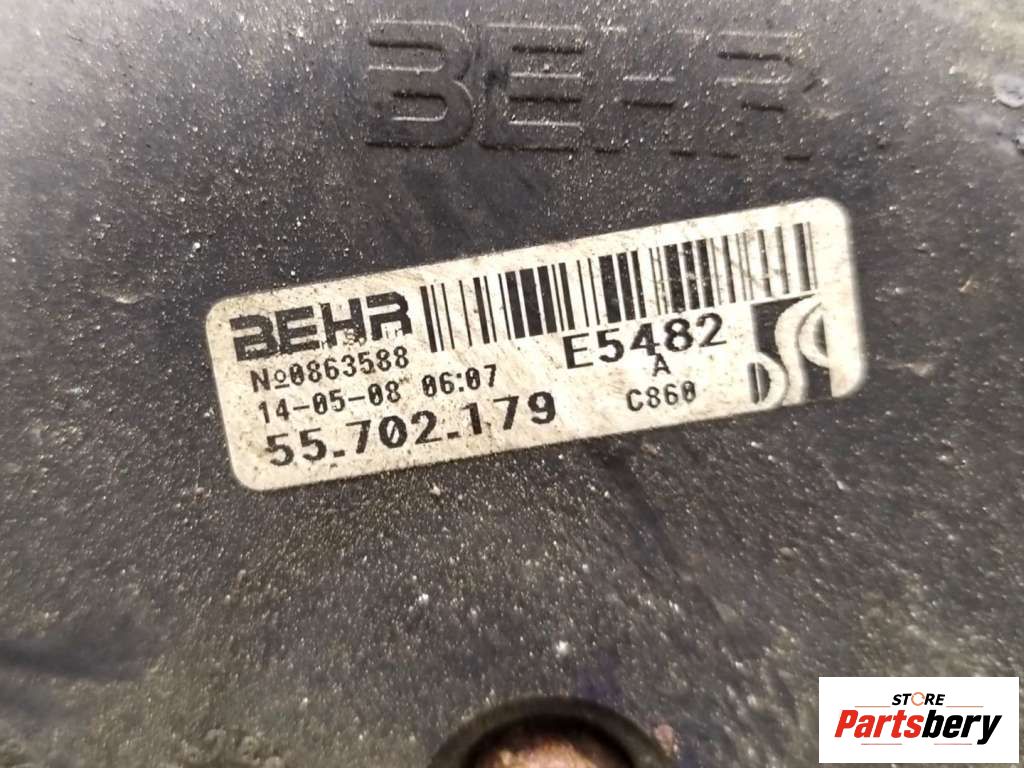 BEHR
BEHR
Nº0863588
14-05-08 06:07
55.702.179
E5482
A
C860
STORE
Partsbery